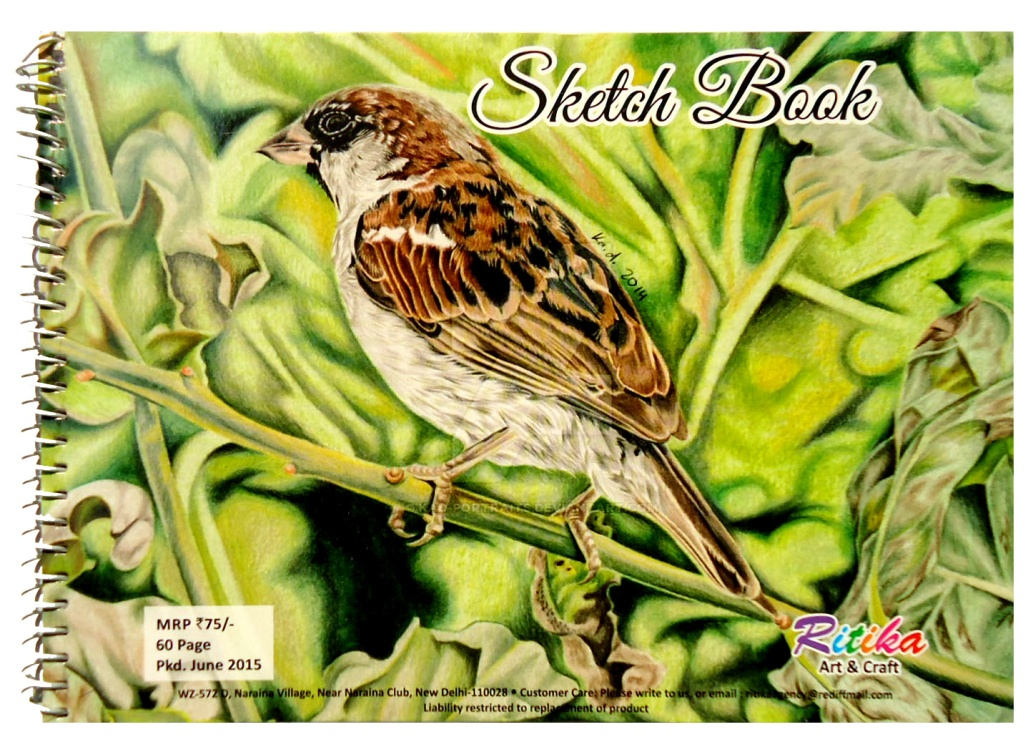 Sketch Book
K.a.d. 2014
MRP ₹75/-
60 Page
Pkd. June 2015
Ritika
Art & Craft
WZ-572 D, Naraina Village, Near Naraina Club, New Delhi-110028 • Customer Care: Please write to us, or email : @rediffmail.com
Liability restricted to replacement of product